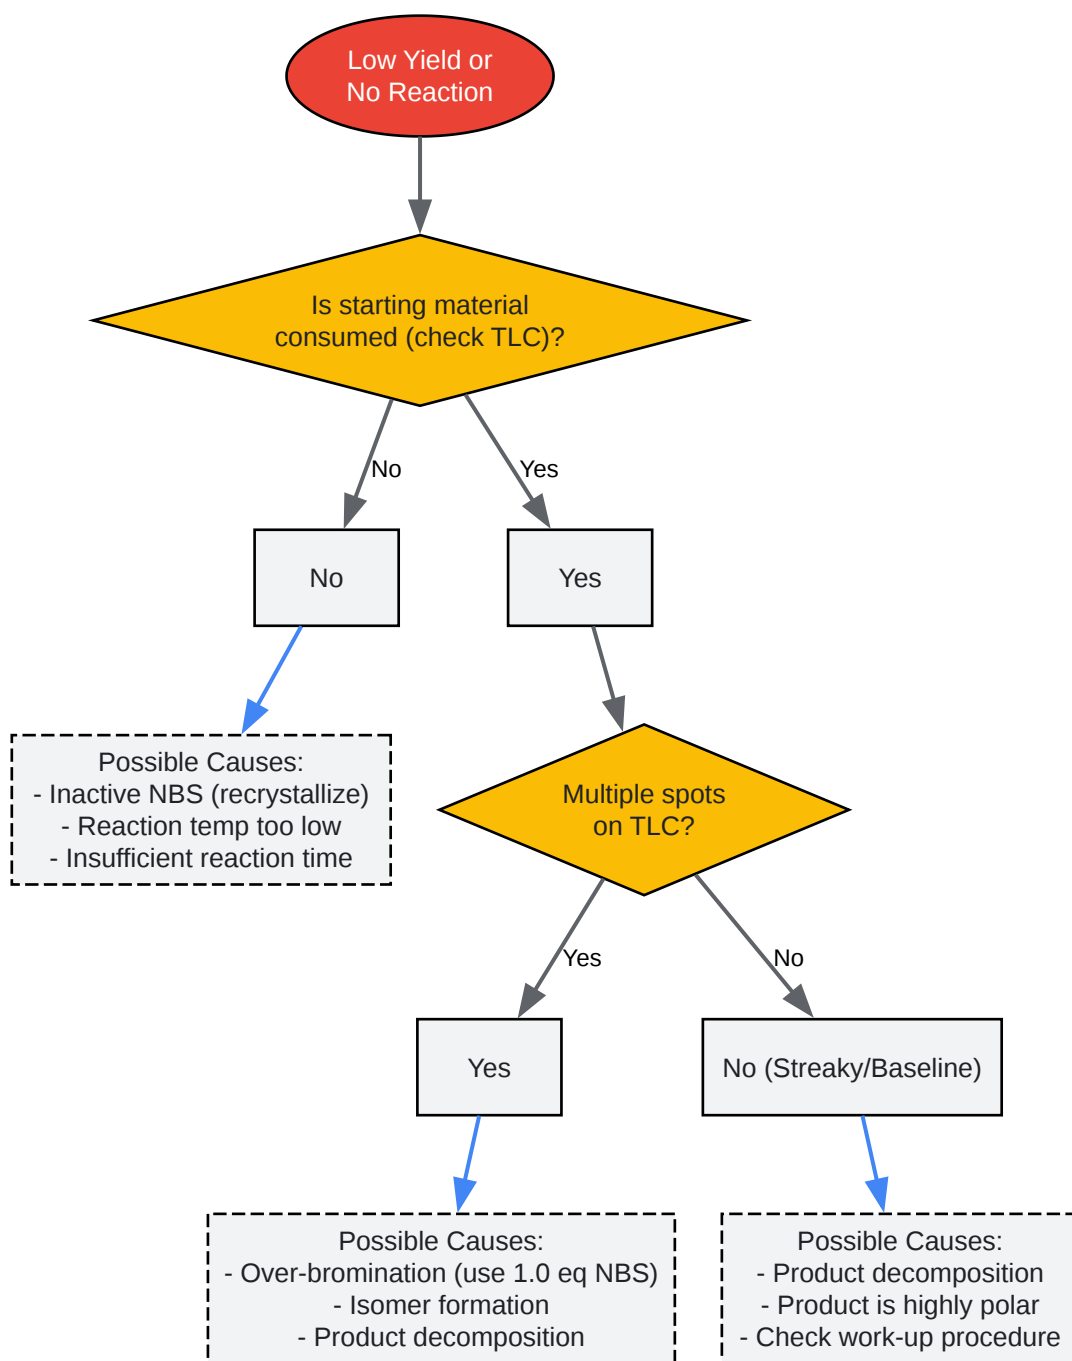 Low Yield or
No Reaction
Is starting material
consumed (check TLC)?
No
Yes
No
Yes
Possible Causes:
- Inactive NBS (recrystallize)
- Reaction temp too low
- Insufficient reaction time
Multiple spots
on TLC?
Yes
No
Yes
No (Streaky/Baseline)
Possible Causes:
- Over-bromination (use 1.0 eq NBS)
- Isomer formation
- Product decomposition
Possible Causes:
- Product decomposition
- Product is highly polar
- Check work-up procedure